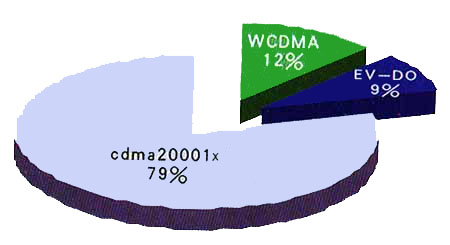 WCDMA
12%
EV-DO
9%
cdma20001x
79%